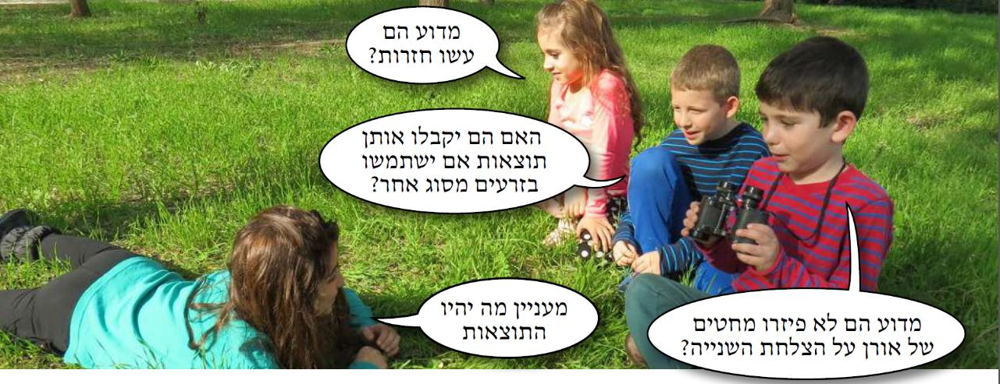 מדוע הם
עשו חזרות?
האם הם יקבלו אותן
תוצאות אם ישתמשו
בזרעים מסוג אחר?
מעניין מה יהיו
התוצאות
מדוע הם לא פיזרו מחטים
של אורן על הצלחת השנייה?